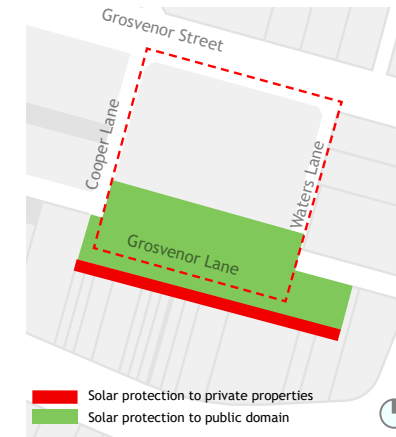 Grosvenor Street
Cooper Lane
Waters Lane
Grosvenor Lane
Solar protection to private properties
Solar protection to public domain